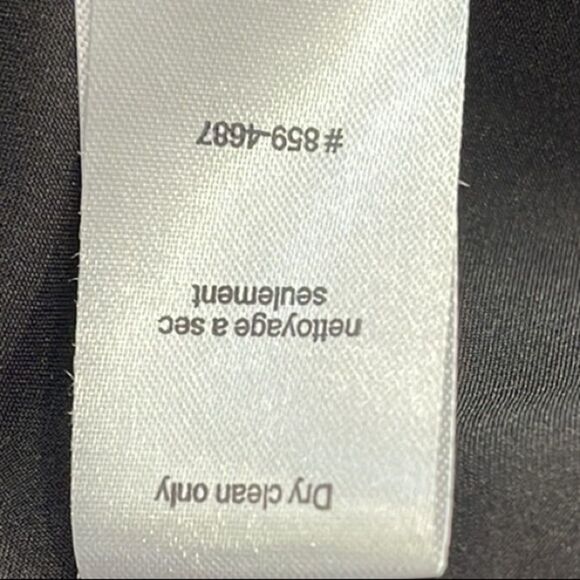 Dry clean only
nettoyage a sec
seulement
# 859-4687